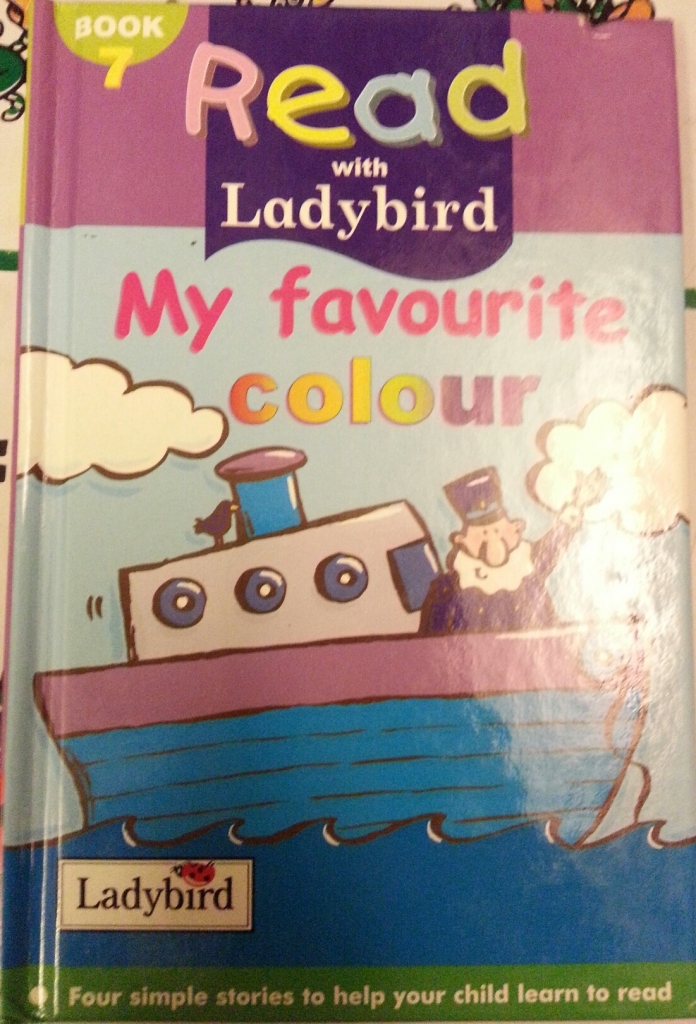 BOOK
7
Read
with
Ladybird
My favourite
colour
Ladybird
Four simple stories to help your child learn to read